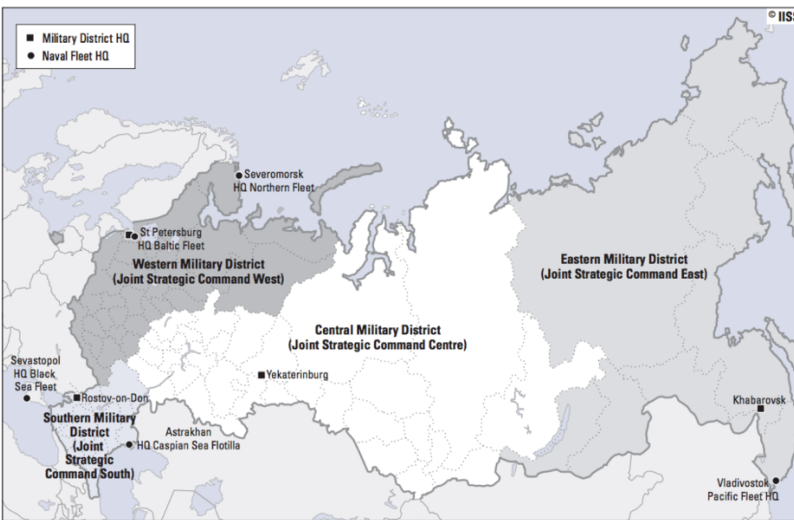 © IISS
Military District HQ
Naval Fleet HQ
Severomorsk
HQ Northern Fleet
St Petersburg
HQ Baltic Fleet
Western Military District
(Joint Strategic Command West)
Eastern Military District
(Joint Strategic Command East)
Central Military District
(Joint Strategic Command Centre)
Sevastopol
HQ Black
Sea Fleet
Yekaterinburg
Rostov-on-Don
Khabarovsk
Southern Military
District
(Joint
Strategic
Command South)
Astrakhan
HQ Caspian Sea Flotilla
Vladivostok
Pacific Fleet HQ